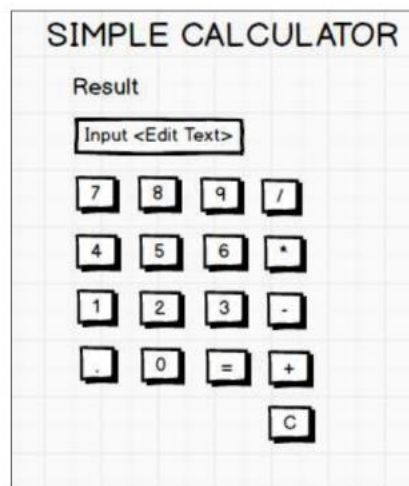 SIMPLE CALCULATOR
Result
Input <Edit Text>
7 8 9 /
4 5 6 *
1 2 3 -
. 0 = +
C